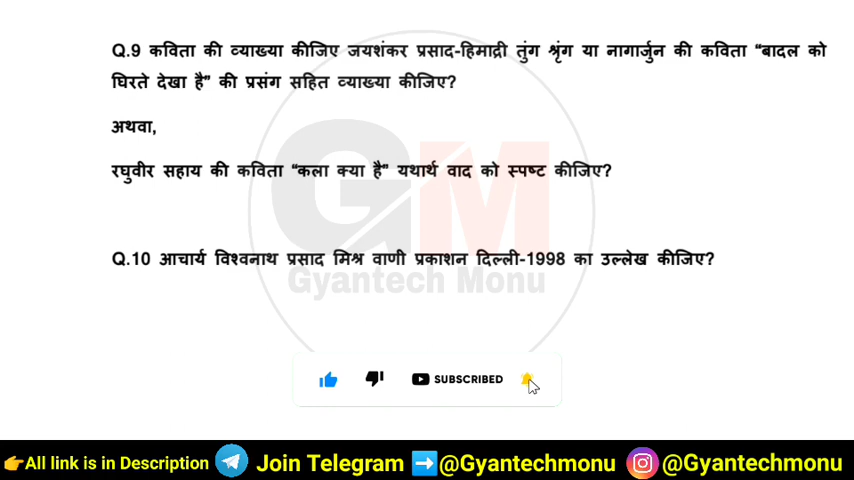 Q.9 कविता की व्याख्या कीजिए जयशंकर प्रसाद-हिमाद्री तुंग श्रृंग या नागार्जुन की कविता “बादल को
घिरते देखा है” की प्रसंग सहित व्याख्या कीजिए?
अथवा,
रघुवीर सहाय की कविता “कला क्या है” यथार्थ वाद को स्पष्ट कीजिए?
Q.10 आचार्य विश्वनाथ प्रसाद मिश्र वाणी प्रकाशन दिल्ली-1998 का उल्लेख कीजिए?
GM
Gyantech Monu
SUBSCRIBED
👉All link is in Description Join Telegram ➡️@Gyantechmonu @Gyantechmonu